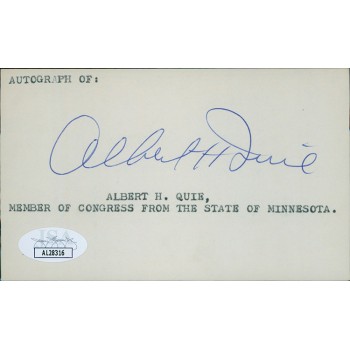 AUTOGRAPH OF:
Albert H Quie
ALBERT H. QUIE,
MEMBER OF CONGRESS FROM THE STATE OF MINNESOTA.
JSA
AL28316